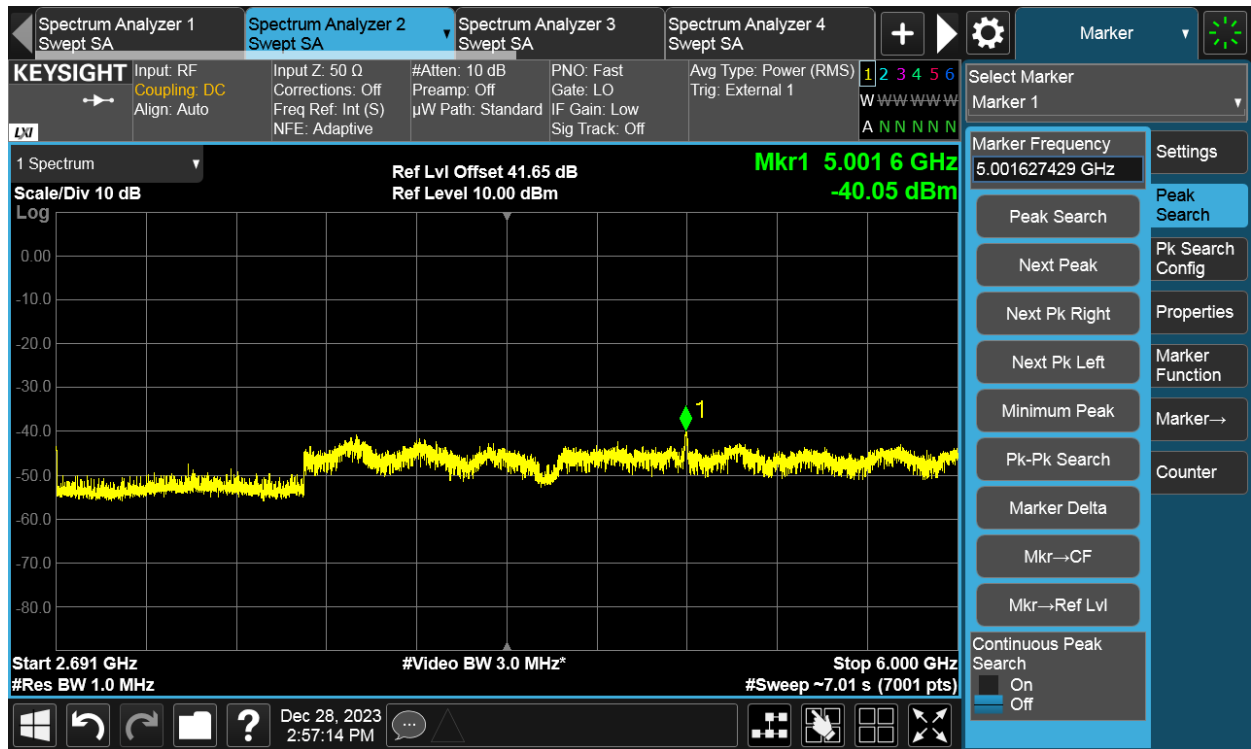 Spectrum Analyzer 1
Swept SA
Spectrum Analyzer 2
Swept SA
Spectrum Analyzer 3
Swept SA
Spectrum Analyzer 4
Swept SA
+
Marker
KEYSIGHT
LXI
Input: RF
Coupling: DC
Align: Auto
Input Z: 50 Ω
Corrections: Off
Freq Ref: Int (S)
NFE: Adaptive
#Atten: 10 dB
Preamp: Off
µW Path: Standard
PNO: Fast
Gate: LO
IF Gain: Low
Sig Track: Off
Avg Type: Power (RMS)
Trig: External 1
1 2 3 4 5 6
W W W W W W
A N N N N N
1 Spectrum
Scale/Div 10 dB
Log
Ref Lvl Offset 41.65 dB
Ref Level 10.00 dBm
Mkr1 5.001 6 GHz
-40.05 dBm
0.00
-10.0
-20.0
-30.0
-40.0
-50.0
-60.0
-70.0
-80.0
1
Start 2.691 GHz
#Res BW 1.0 MHz
#Video BW 3.0 MHz*
Stop 6.000 GHz
#Sweep ~7.01 s (7001 pts)
Select Marker
Marker 1
Marker Frequency
5.001627429 GHz
Peak Search
Next Peak
Next Pk Right
Next Pk Left
Minimum Peak
Pk-Pk Search
Marker Delta
Mkr→CF
Mkr→Ref Lvl
Continuous Peak
Search
On
Off
Settings
Peak
Search
Pk Search
Config
Properties
Marker
Function
Marker→
Counter
?
Dec 28, 2023
2:57:14 PM